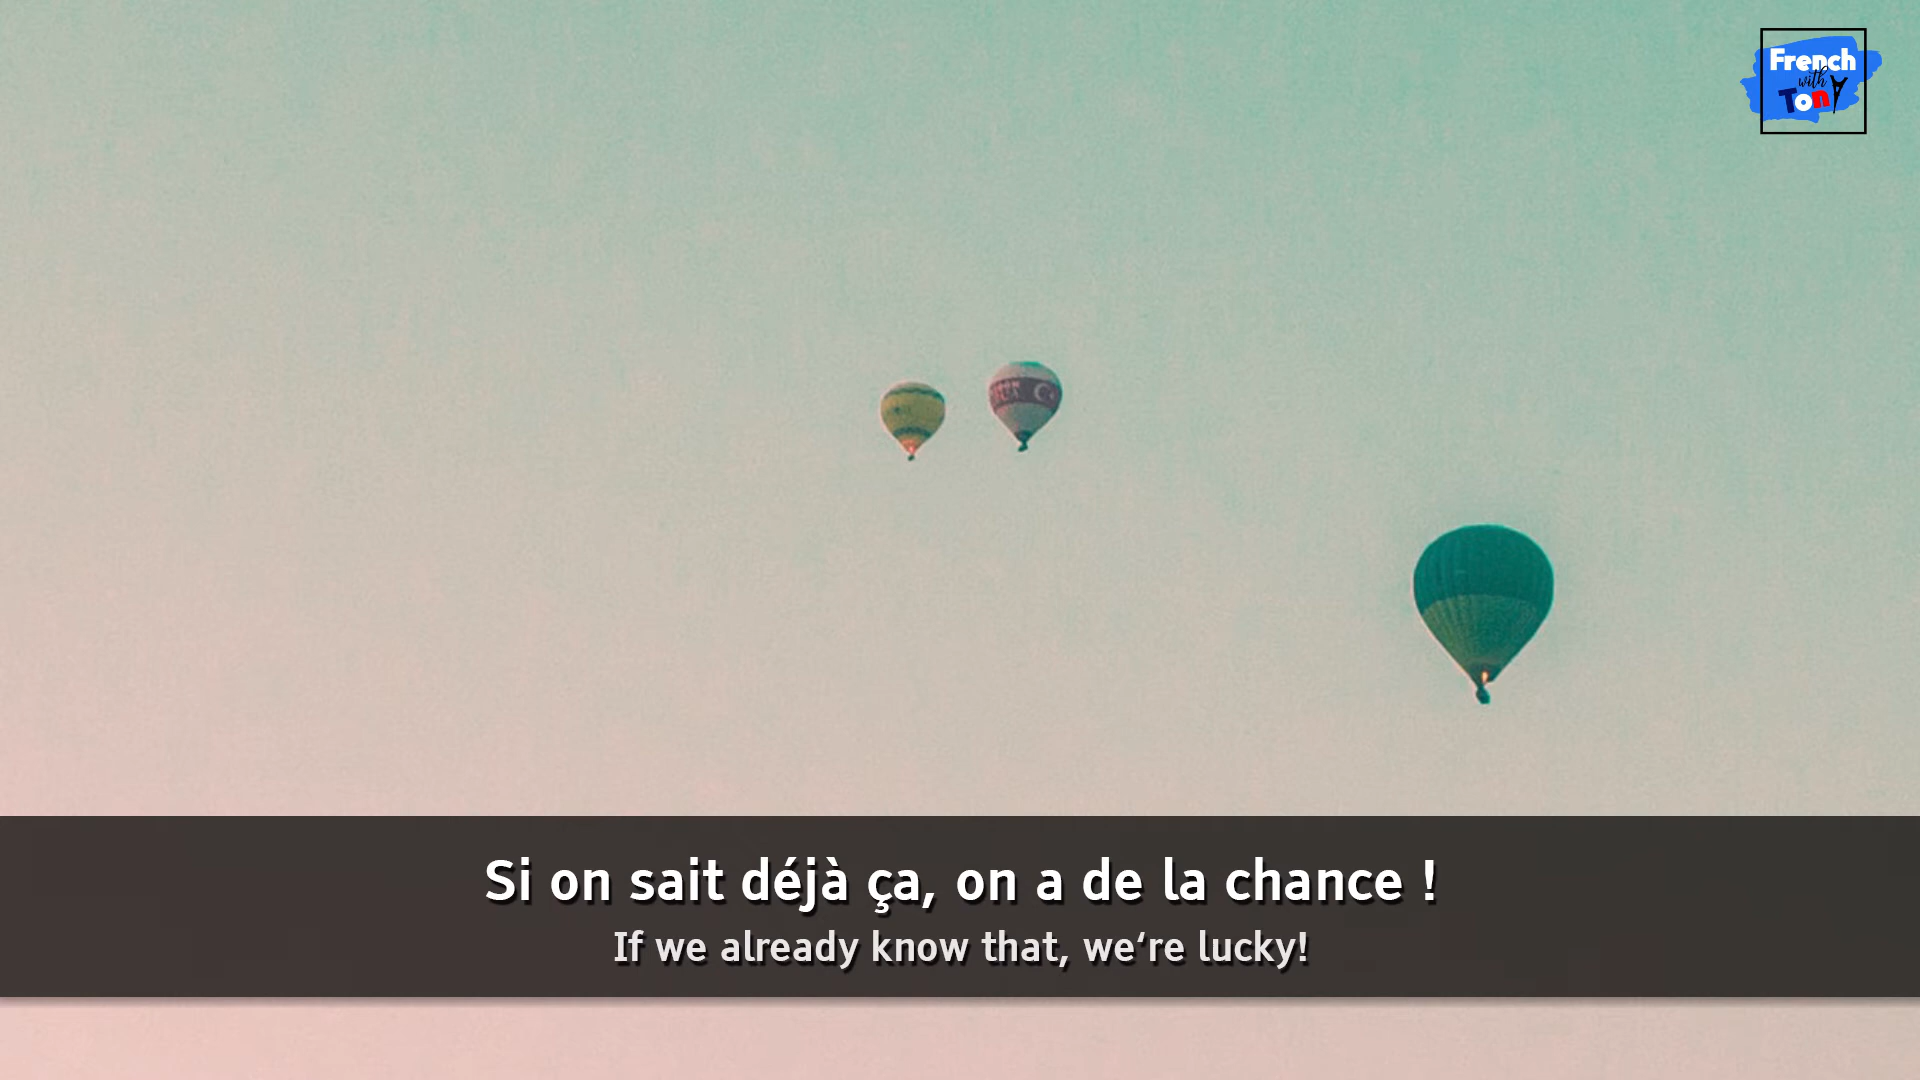 French
with
Tony
Si on sait déjà ça, on a de la chance !
If we already know that, we‘re lucky!